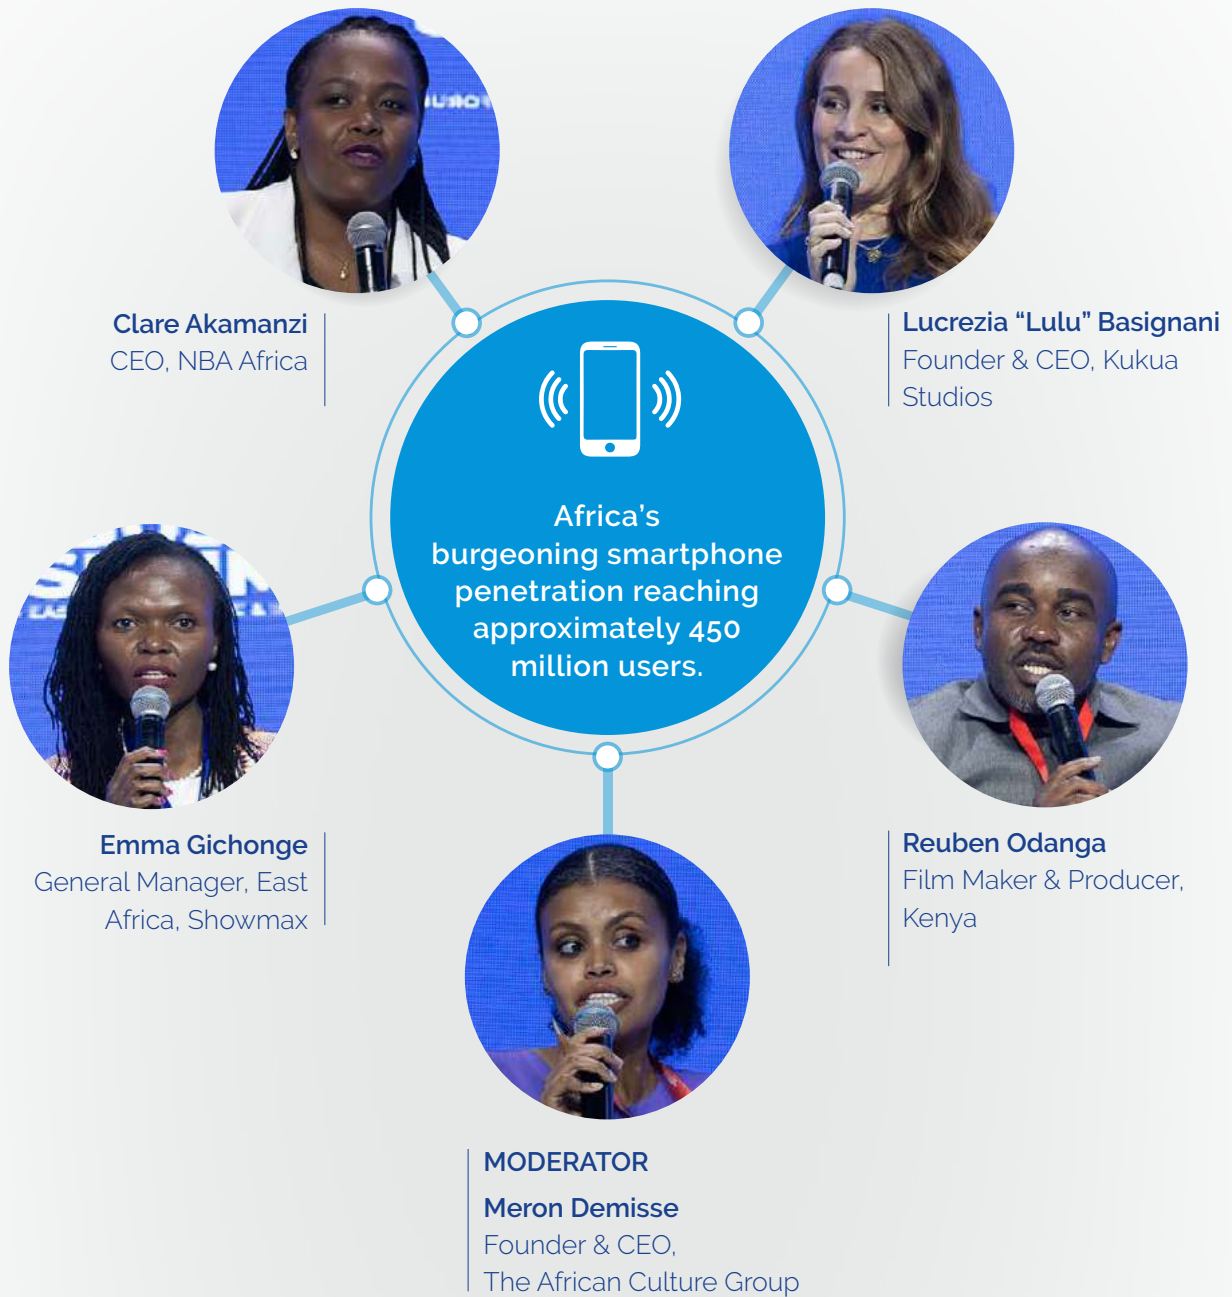 Clare Akamanzi
CEO, NBA Africa
Lucrezia “Lulu” Basignani
Founder & CEO, Kukua
Studios
Africa’s
burgeoning smartphone
penetration reaching
approximately 450
million users.
Emma Gichonge
General Manager, East
Africa, Showmax
Reuben Odanga
Film Maker & Producer,
Kenya
MODERATOR
Meron Demisse
Founder & CEO,
The African Culture Group